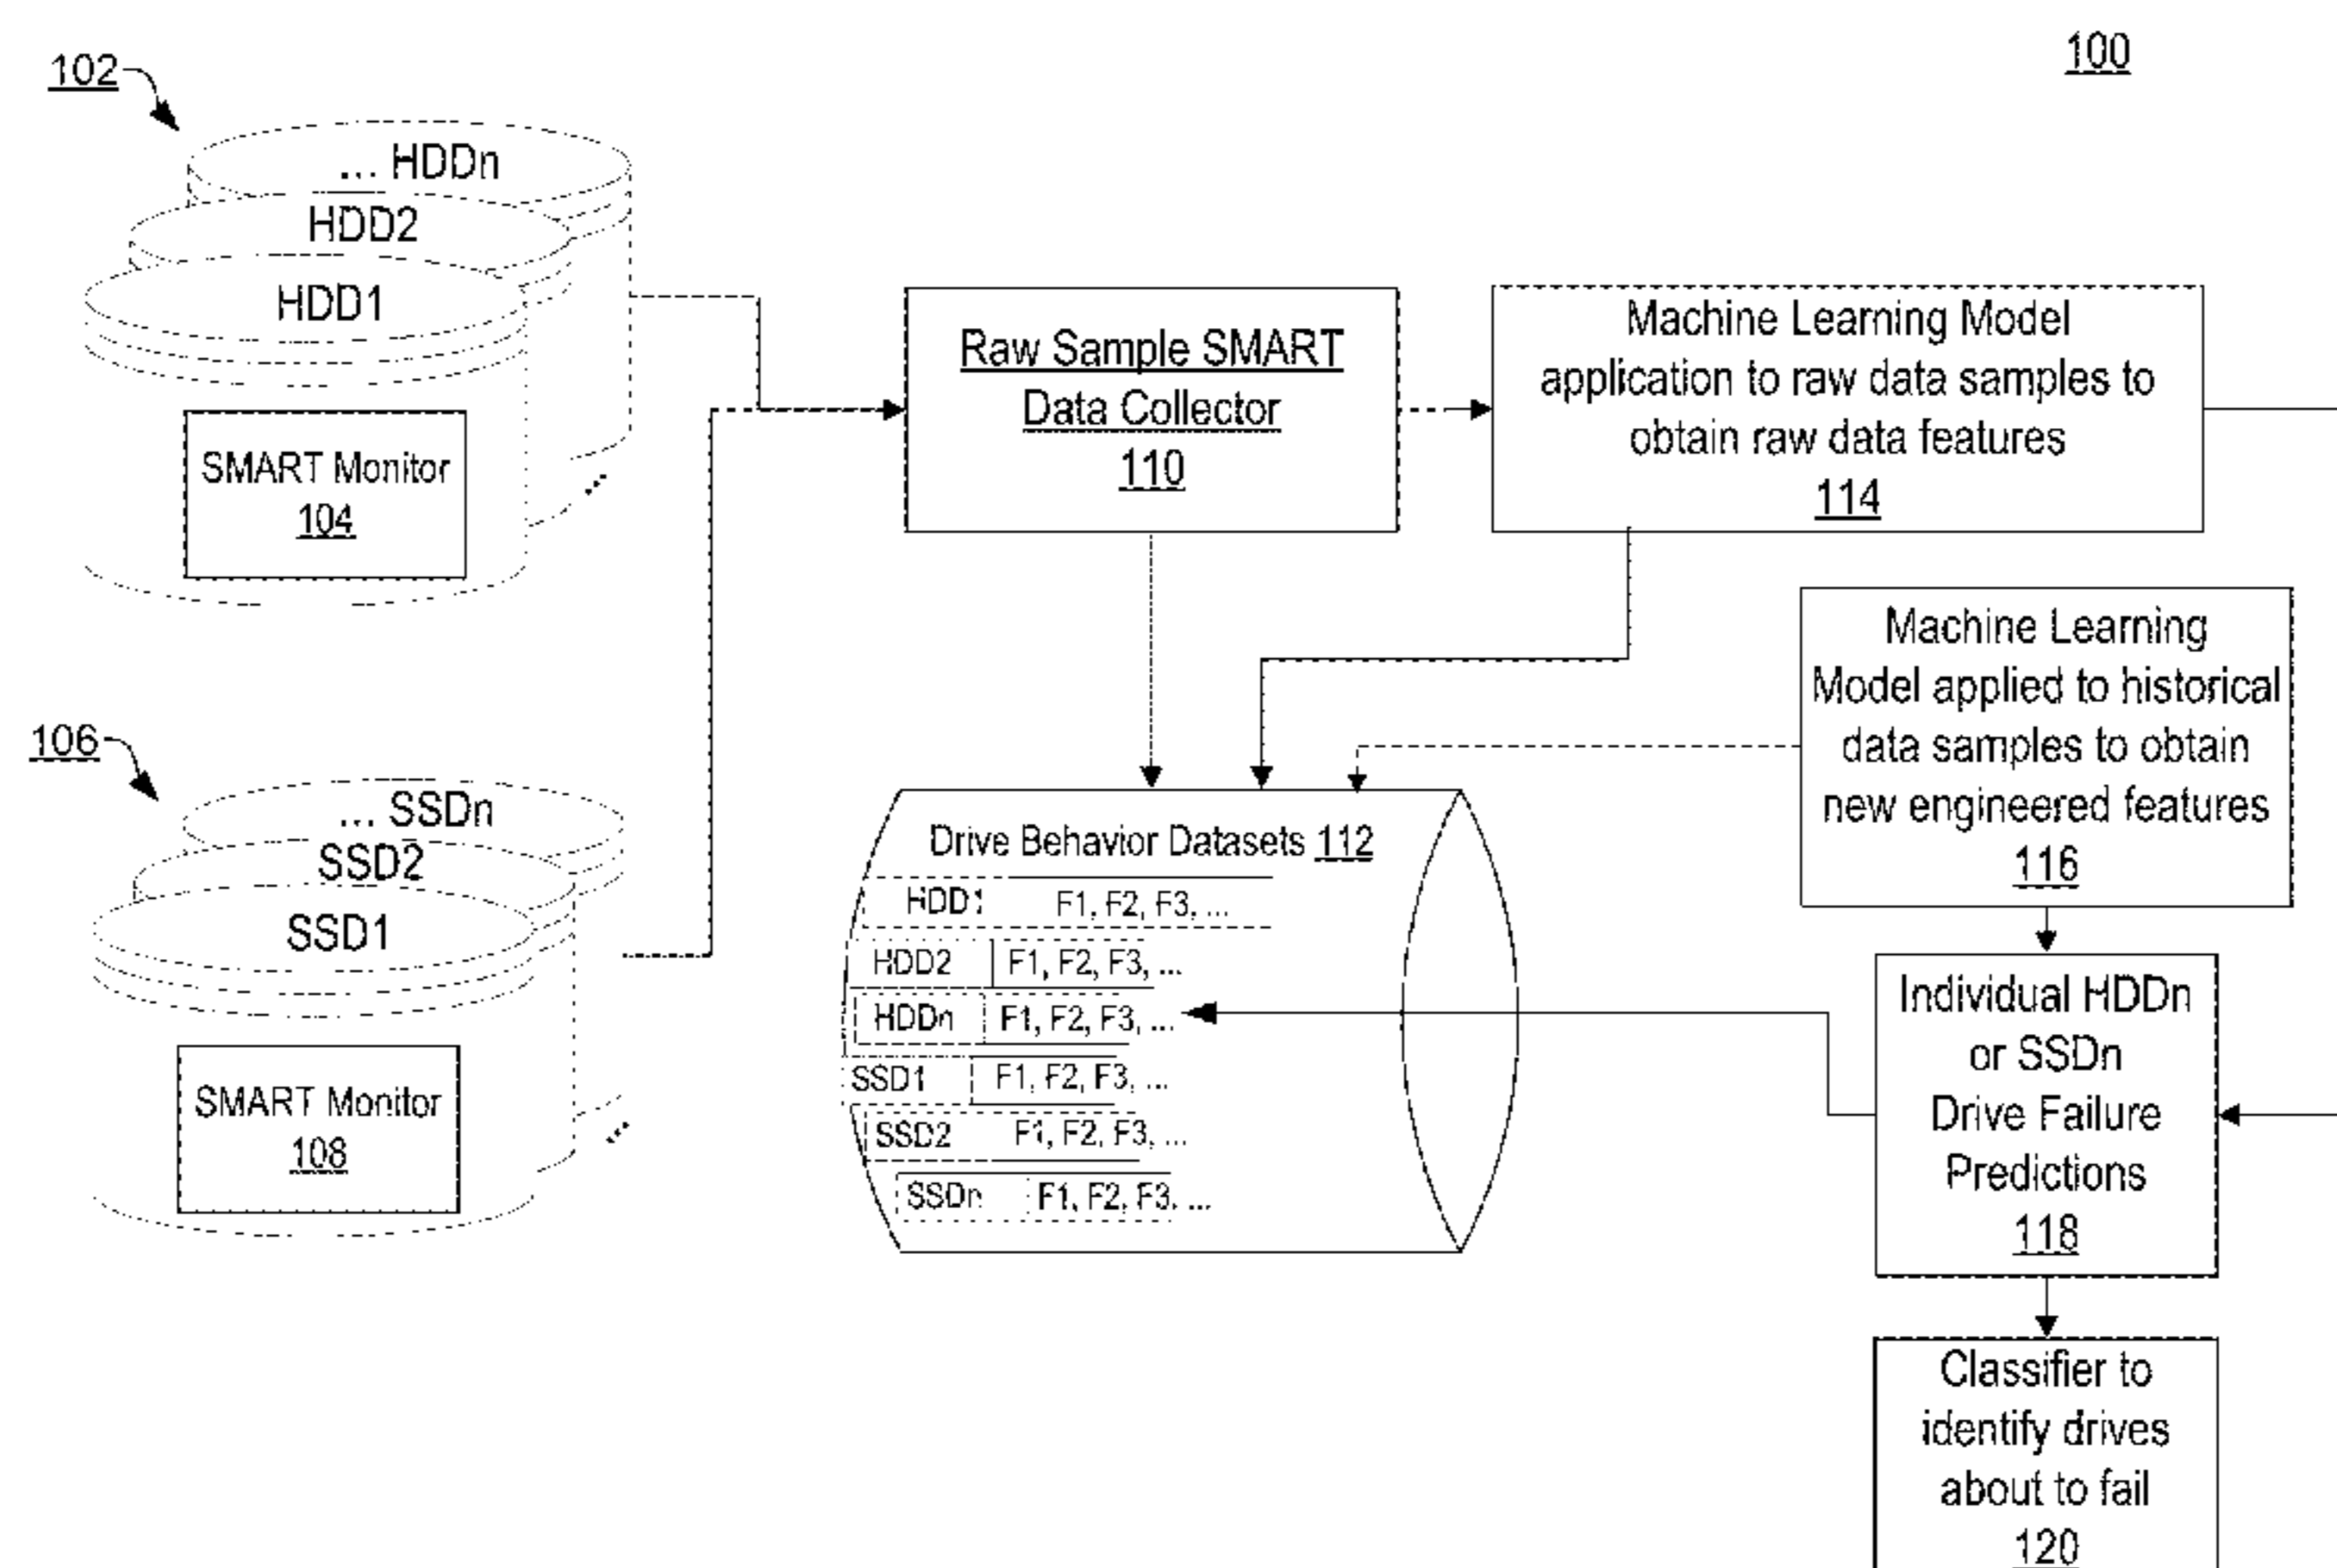 100
102
... HDDn
HDD2
HDD1
SMART Monitor
104
Raw Sample SMART
Data Collector
110
Machine Learning Model
application to raw data samples to
obtain raw data features
114
Machine Learning
Model applied to historical
data samples to obtain
new engineered features
116
106
... SSDn
SSD2
SSD1
SMART Monitor
108
Drive Behavior Datasets 112
HDD1 F1, F2, F3, ...
HDD2 F1, F2, F3, ...
HDDn F1, F2, F3, ...
SSD1 F1, F2, F3, ...
SSD2 F1, F2, F3, ...
SSDn F1, F2, F3, ...
Individual HDDn
or SSDn
Drive Failure
Predictions
118
Classifier to
identify drives
about to fail
120